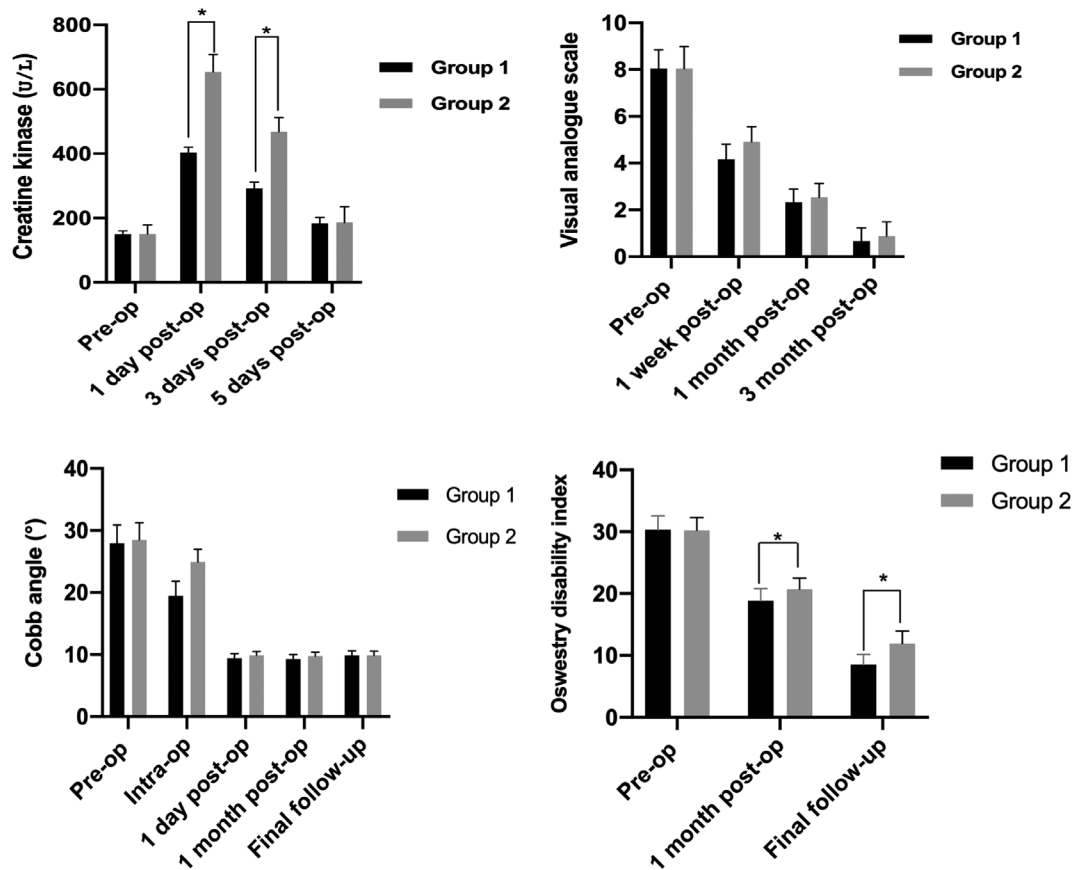 Creatine kinase (U/L)
800
600
400
200
0
*
*
Group 1
Group 2
Pre-op
1 day post-op
3 days post-op
5 days post-op
Visual analogue scale
10
8
6
4
2
0
Group 1
Group 2
Pre-op
1 week post-op
1 month post-op
3 month post-op
Cobb angle (°)
40
30
20
10
0
Group 1
Group 2
Pre-op
Intra-op
1 day post-op
1 month post-op
Final follow-up
Oswestry disability index
40
30
20
10
0
*
*
Group 1
Group 2
Pre-op
1 month post-op
Final follow-up